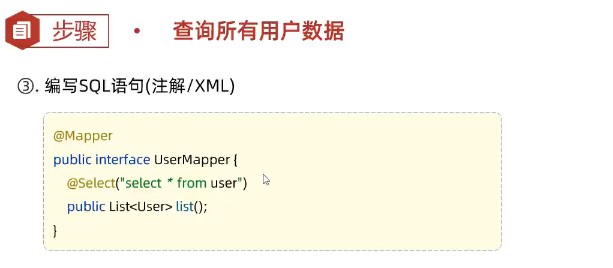 步骤 • 查询所有用户数据
③. 编写SQL语句(注解/XML)
@Mapper
public interface UserMapper {
@Select("select * from user")
public List<User> list();
}